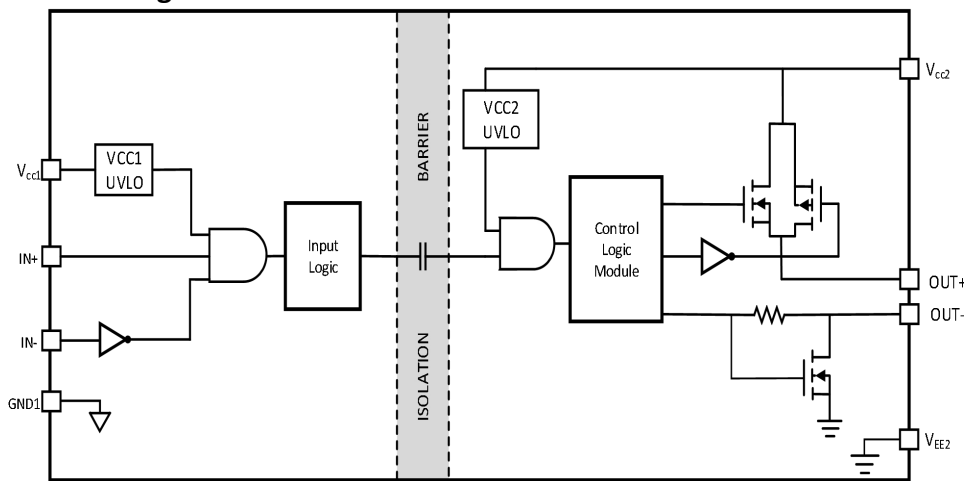 g
Vcc1
VCC1
UVLO
IN+
IN-
GND1
Input
Logic
BARRIER
ISOLATION
VCC2
UVLO
Control
Logic
Module
Vcc2
OUT+
OUT-
VEE2